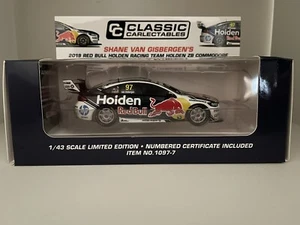 CC CLASSIC
CARLECTABLES
SHANE VAN GISBERGEN'S
2019 RED BULL HOLDEN RACING TEAM HOLDEN ZB COMMODORE
97
Holden
Red Bull
1/43 SCALE LIMITED EDITION • NUMBERED CERTIFICATE INCLUDED
ITEM NO.1097-7